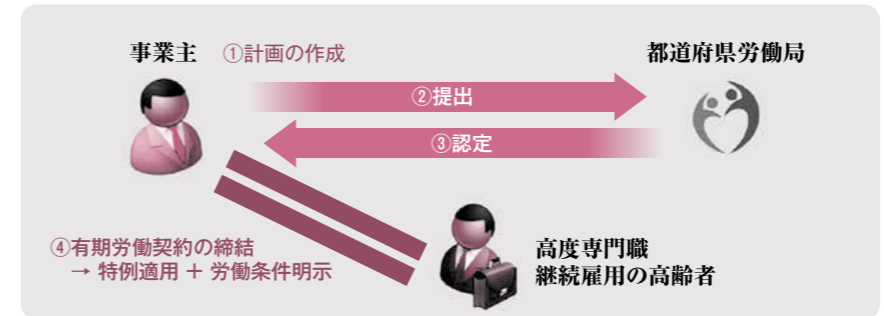 事業主
①計画の作成
都道府県労働局
②提出
③認定
④有期労働契約の締結
→ 特例適用 + 労働条件明示
高度専門職
継続雇用の高齢者